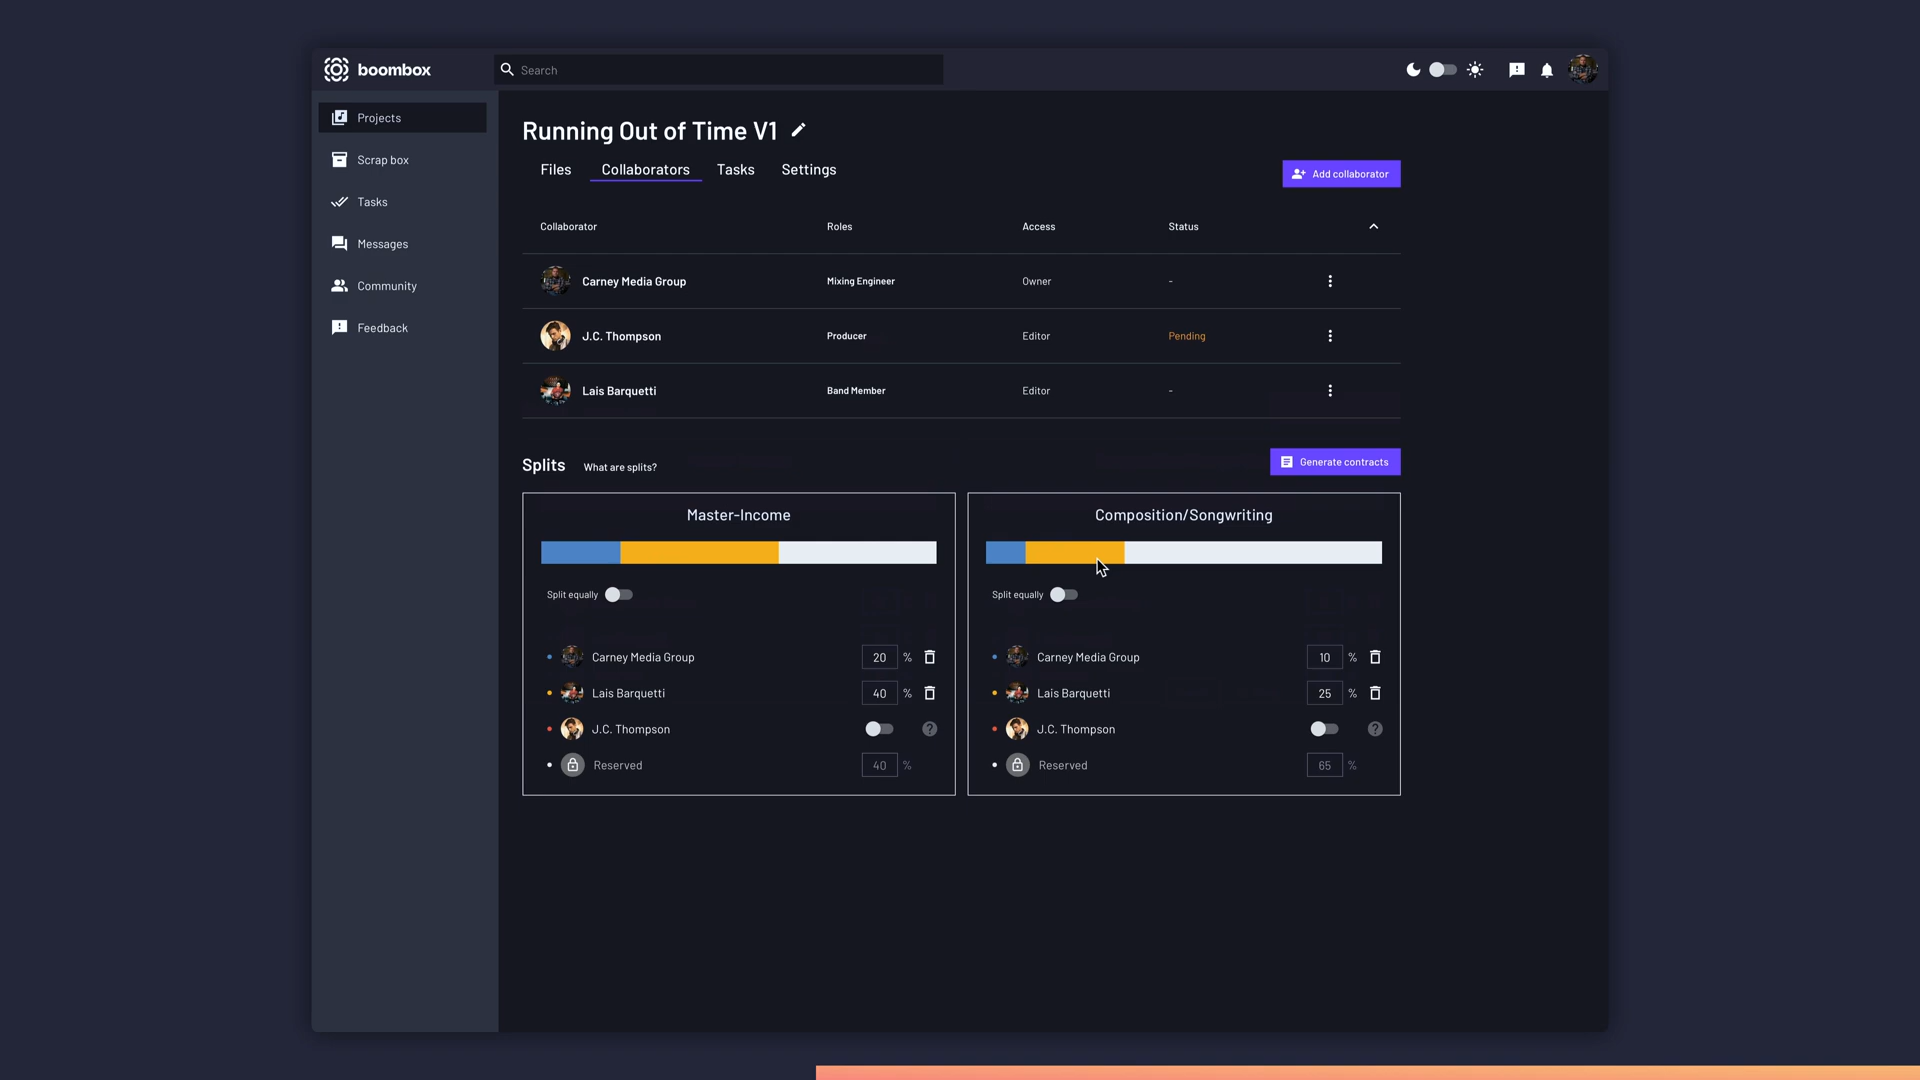 boombox
Search
Projects
Scrap box
Tasks
Messages
Community
Feedback
Running Out of Time V1
Files Collaborators Tasks Settings
Add collaborator
Collaborator Roles Access Status
Carney Media Group Mixing Engineer Owner -
J.C. Thompson Producer Editor Pending
Lais Barquetti Band Member Editor -
Splits What are splits?
Generate contracts
Master-Income
Split equally
Carney Media Group 20 %
Lais Barquetti 40 %
J.C. Thompson
Reserved 40 %
Composition/Songwriting
Split equally
Carney Media Group 10 %
Lais Barquetti 25 %
J.C. Thompson
Reserved 65 %